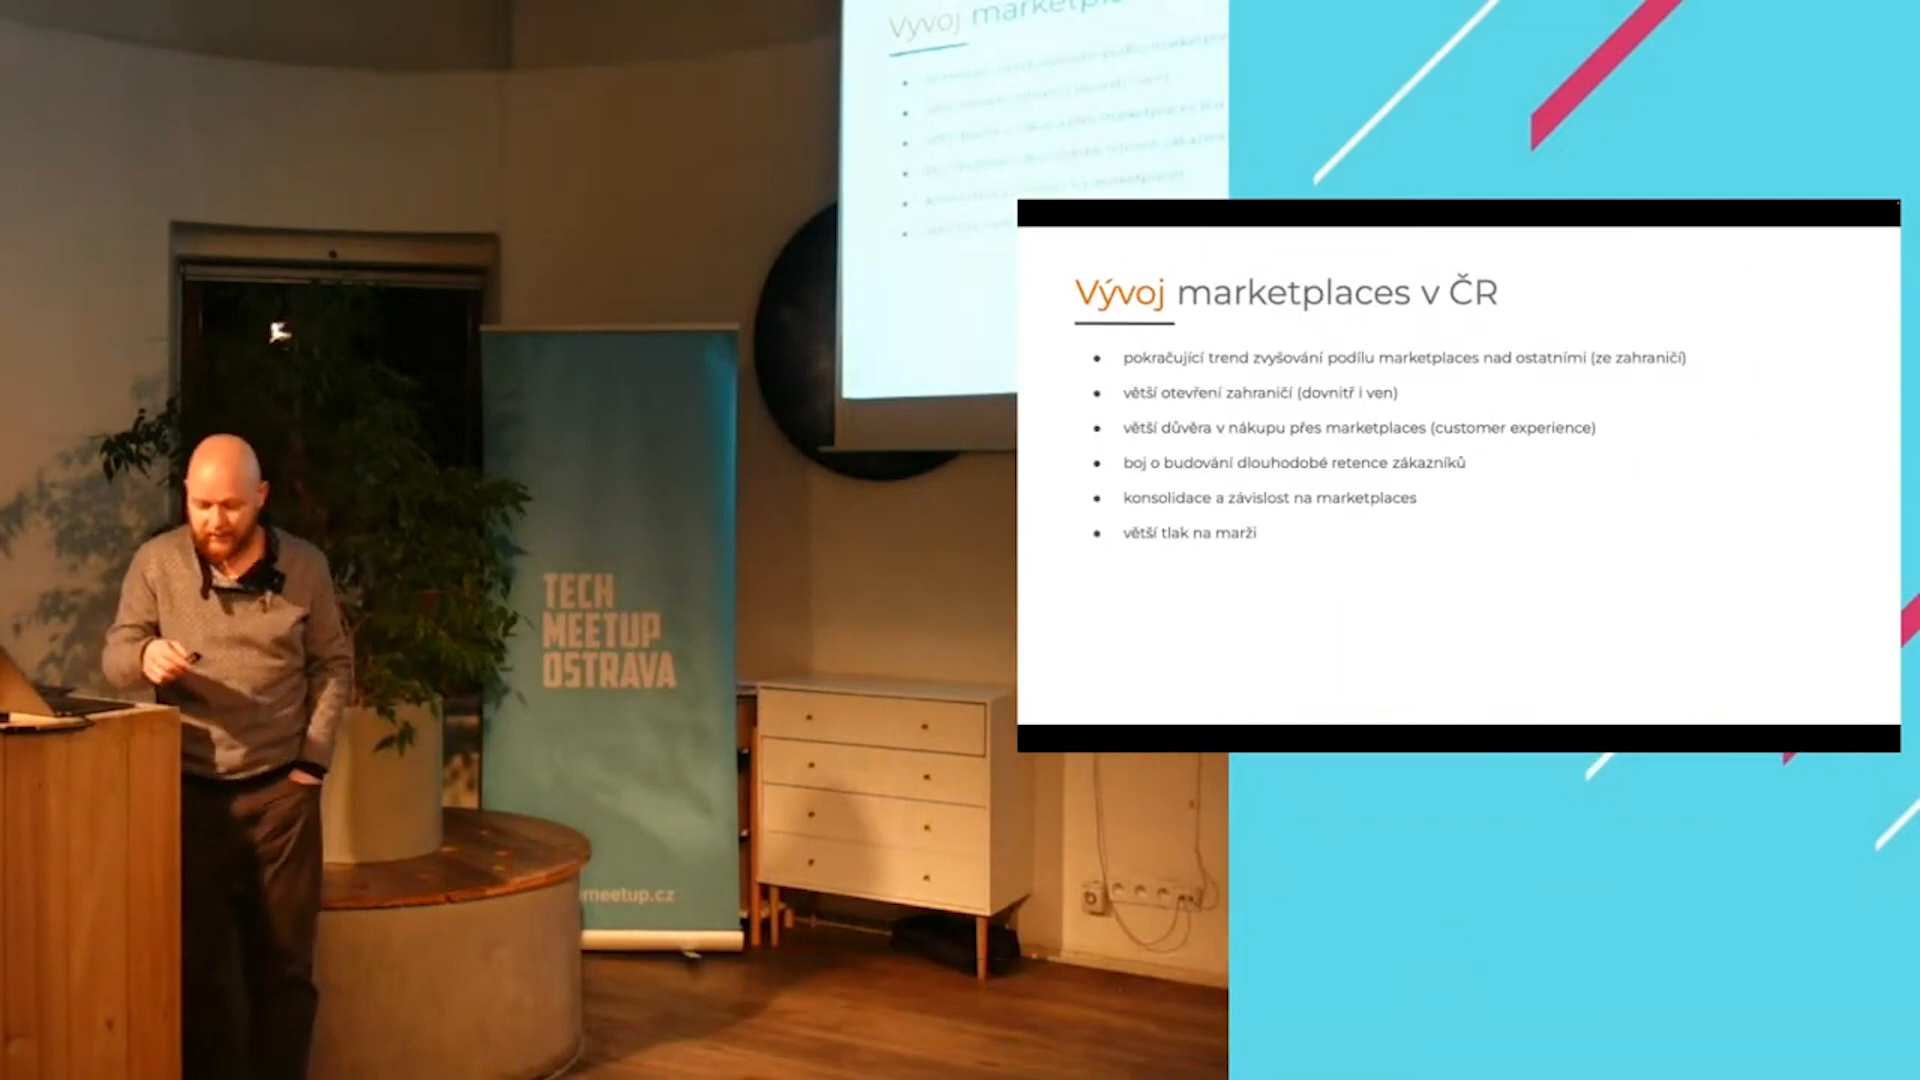 Vývoj marketpla
Vývoj marketplaces v ČR
pokračující trend zvyšování podílu marketplaces nad ostatními (ze zahraničí)
větší otevření zahraničí (dovnitř i ven)
větší důvěra v nákupu přes marketplaces (customer experience)
boj o budování dlouhodobé retence zákazníků
konsolidace a závislost na marketplaces
větší tlak na marži
TECH
MEETUP
OSTRAVA
meetup.cz